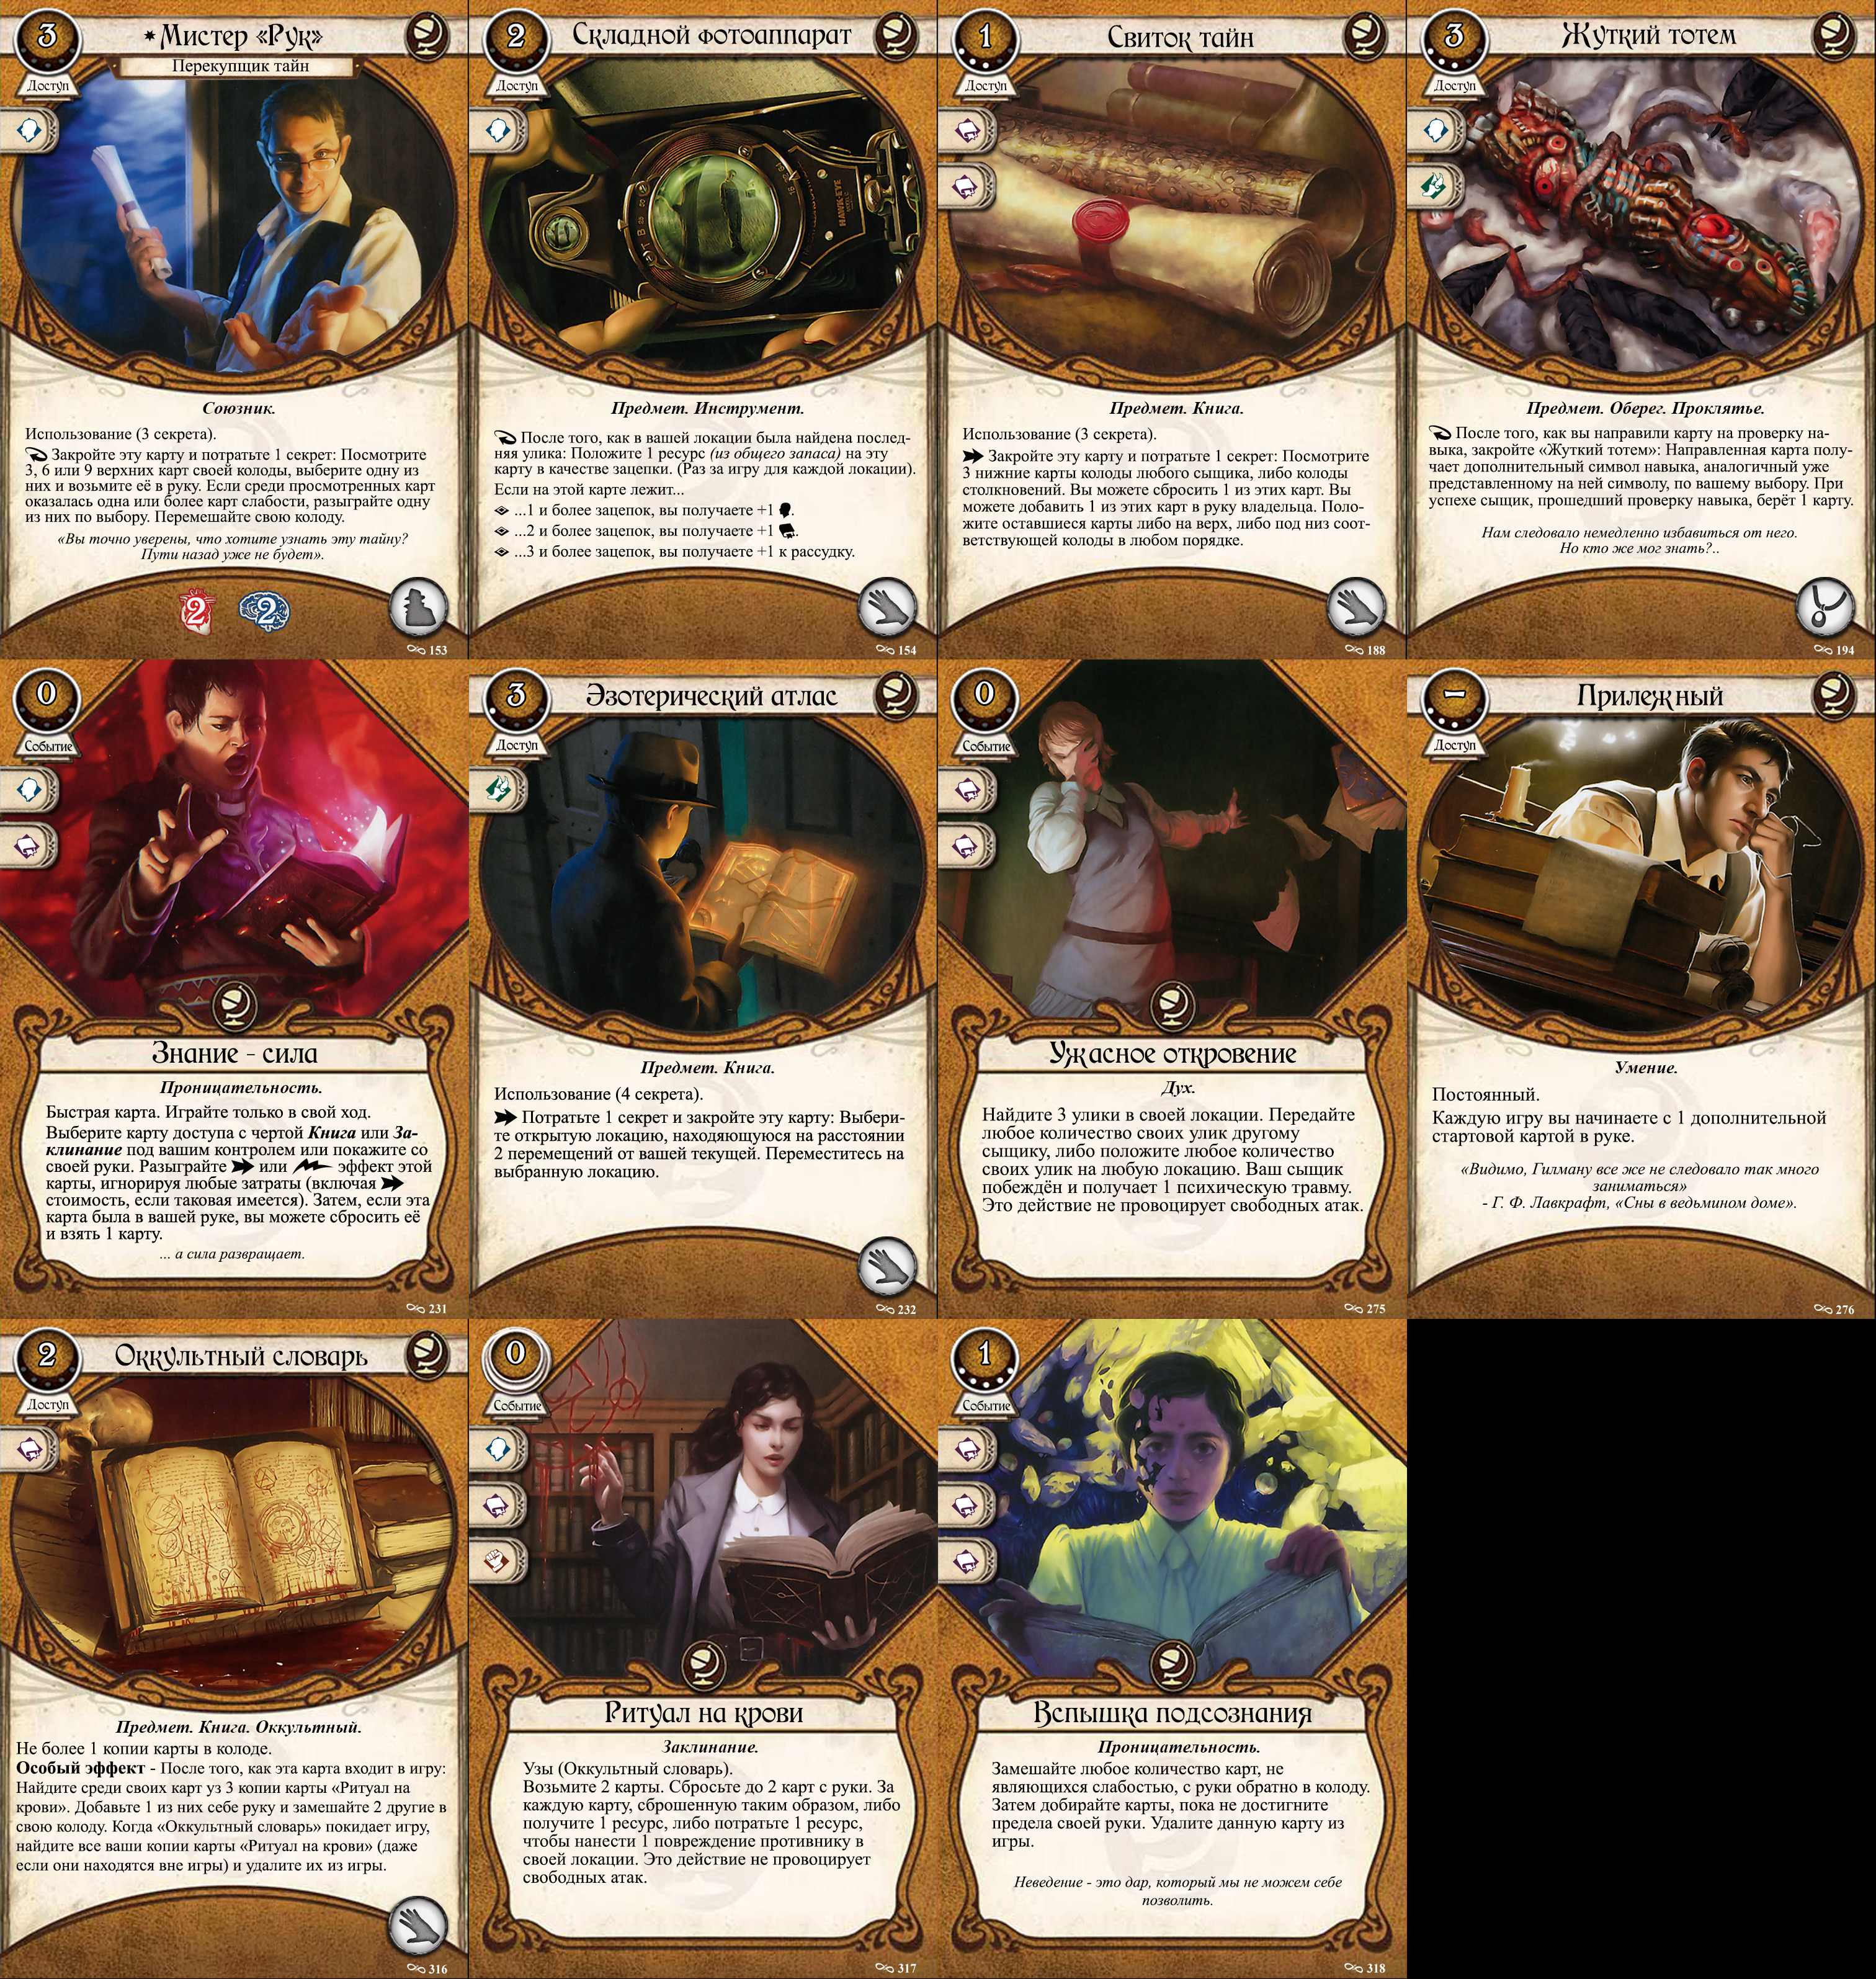 3
Мистер «Рук»
Перекупщик тайн
Доступ
Союзник.
Использование (3 секрета).
Закройте эту карту и потратьте 1 секрет: Посмотрите
3, 6 или 9 верхних карт своей колоды, выберите одну из
них и возьмите её в руку. Если среди просмотренных карт
оказалась одна или более карт слабости, разыграйте одну
из них по выбору. Перемешайте свою колоду.
«Вы точно уверены, что хотите узнать эту тайну?
Пути назад уже не будет».
2
2
153
2
Складной фотоаппарат
Доступ
HAWK-EYE
Предмет. Инструмент.
После того, как в вашей локации была найдена послед-
няя улика: Положите 1 ресурс (из общего запаса) на эту
карту в качестве зацепки. (Раз за игру для каждой локации).
Если на этой карте лежит...
...1 и более зацепок, вы получаете +1 .
...2 и более зацепок, вы получаете +1 .
...3 и более зацепок, вы получаете +1 к рассудку.
154
1
Свиток тайн
Доступ
Предмет. Книга.
Использование (3 секрета).
Закройте эту карту и потратьте 1 секрет: Посмотрите
3 нижние карты колоды любого сыщика, либо колоды
столкновений. Вы можете сбросить 1 из этих карт. Вы
можете добавить 1 из этих карт в руку владельца. Поло-
жите оставшиеся карты либо на верх, либо под низ соот-
ветствующей колоды в любом порядке.
188
3
Жуткий тотем
Доступ
Предмет. Оберег. Проклятье.
После того, как вы направили карту на проверку на-
выка, закройте «Жуткий тотем»: Направленная карта полу-
чает дополнительный символ навыка, аналогичный уже
представленному на ней символу, по вашему выбору. При
успехе сыщик, прошедший проверку навыка, берёт 1 карту.
Нам следовало немедленно избавиться от него.
Но кто же мог знать?..
194
0
Событие
Знание - сила
Проницательность.
Быстрая карта. Играйте только в свой ход.
Выберите карту доступа с чертой Книга или За-
клинание под вашим контролем или покажите со
своей руки. Разыграйте или эффект этой
карты, игнорируя любые затраты (включая
стоимость, если таковая имеется). Затем, если эта
карта была в вашей руке, вы можете сбросить её
и взять 1 карту.
... а сила развращает.
231
3
Эзотерический атлас
Доступ
Предмет. Книга.
Использование (4 секрета).
Потратьте 1 секрет и закройте эту карту: Выбери-
те открытую локацию, находящуюся на расстоянии
2 перемещений от вашей текущей. Переместитесь на
выбранную локацию.
232
0
Событие
Ужасное откровение
Дух.
Найдите 3 улики в своей локации. Передайте
любое количество своих улик другому
сыщику, либо положите любое количество
своих улик на любую локацию. Ваш сыщик
побеждён и получает 1 психическую травму.
Это действие не провоцирует свободных атак.
275
–
Прилежный
Доступ
Умение.
Постоянный.
Каждую игру вы начинаете с 1 дополнительной
стартовой картой в руке.
«Видимо, Гилману все же не следовало так много
заниматься»
- Г. Ф. Лавкрафт, «Сны в ведьмином доме».
276
2
Оккультный словарь
Доступ
Предмет. Книга. Оккультный.
Не более 1 копии карты в колоде.
Особый эффект - После того, как эта карта входит в игру:
Найдите среди своих карт уз 3 копии карты «Ритуал на
крови». Добавьте 1 из них себе руку и замешайте 2 другие в
свою колоду. Когда «Оккультный словарь» покидает игру,
найдите все ваши копии карты «Ритуал на крови» (даже
если они находятся вне игры) и удалите их из игры.
316
0
Событие
Ритуал на крови
Заклинание.
Узы (Оккультный словарь).
Возьмите 2 карты. Сбросьте до 2 карт с руки. За
каждую карту, сброшенную таким образом, либо
получите 1 ресурс, либо потратьте 1 ресурс,
чтобы нанести 1 повреждение противнику в
своей локации. Это действие не провоцирует
свободных атак.
317
1
Событие
Вспышка подсознания
Проницательность.
Замешайте любое количество карт, не
являющихся слабостью, с руки обратно в колоду.
Затем добирайте карты, пока не достигните
предела своей руки. Удалите данную карту из
игры.
Неведение - это дар, который мы не можем себе
позволить.
318